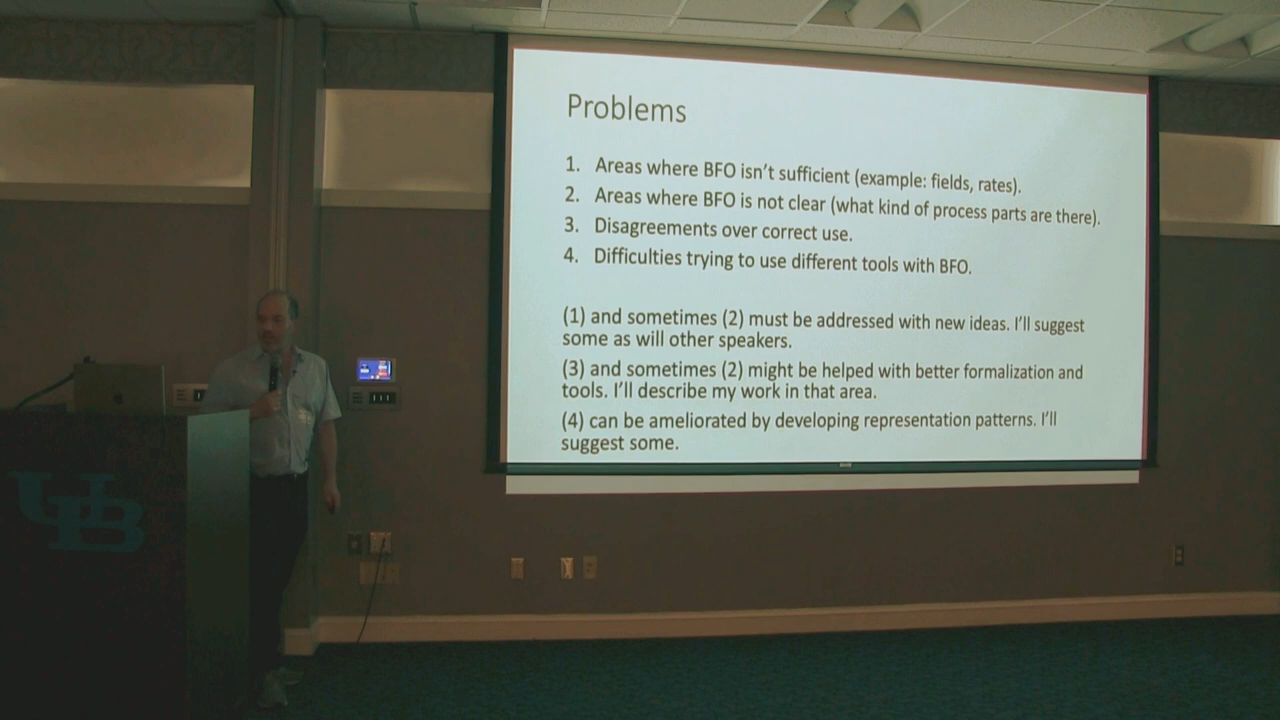 Problems
1. Areas where BFO isn't sufficient (example: fields, rates).
2. Areas where BFO is not clear (what kind of process parts are there).
3. Disagreements over correct use.
4. Difficulties trying to use different tools with BFO.
(1) and sometimes (2) must be addressed with new ideas. I'll suggest
some as will other speakers.
(3) and sometimes (2) might be helped with better formalization and
tools. I'll describe my work in that area.
(4) can be ameliorated by developing representation patterns. I'll
suggest some.
UB